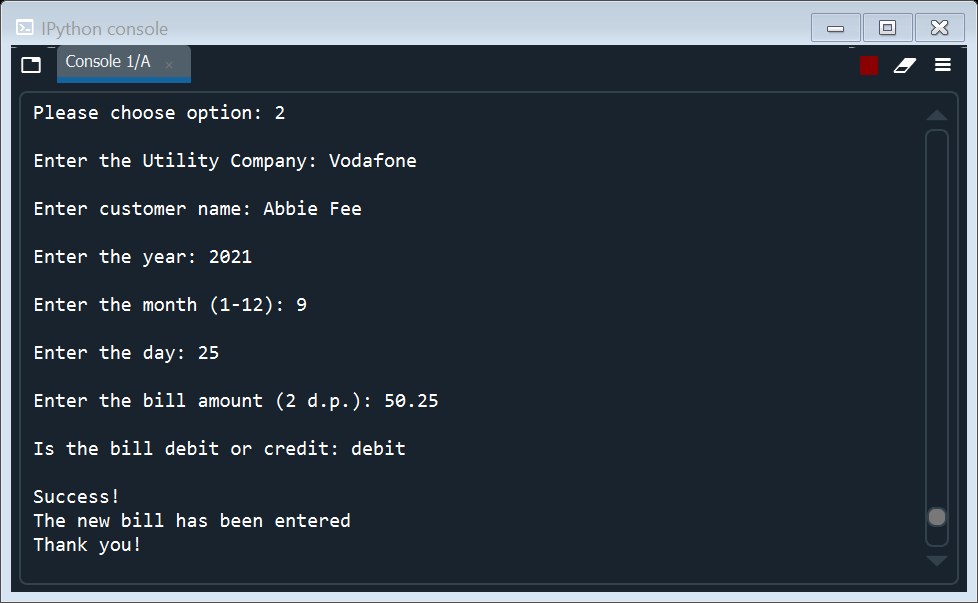 IPython console
Console 1/A
Please choose option: 2
Enter the Utility Company: Vodafone
Enter customer name: Abbie Fee
Enter the year: 2021
Enter the month (1-12): 9
Enter the day: 25
Enter the bill amount (2 d.p.): 50.25
Is the bill debit or credit: debit
Success!
The new bill has been entered
Thank you!